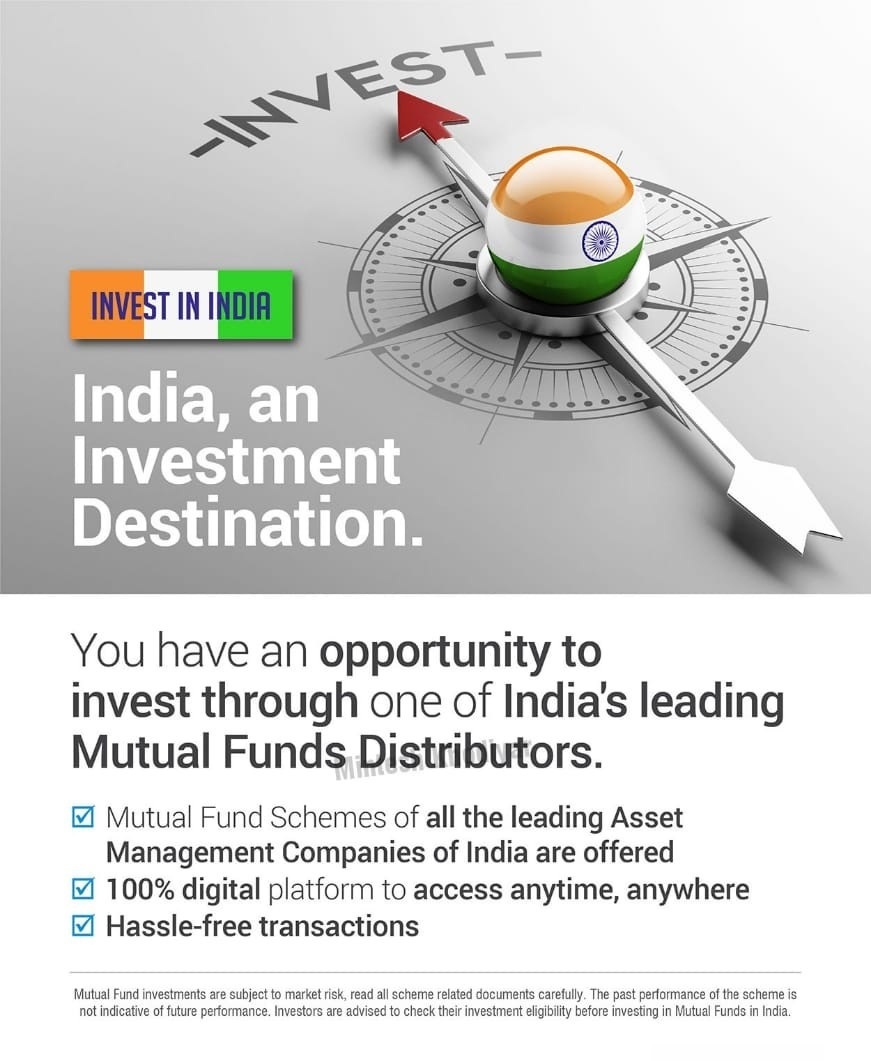 -INVEST-
INVEST IN INDIA
India, an
Investment
Destination.
You have an opportunity to
invest through one of India's leading
Mutual Funds Distributors.
Mutual Fund Schemes of all the leading Asset
Management Companies of India are offered
100% digital platform to access anytime, anywhere
Hassle-free transactions
Mutual Fund investments are subject to market risk, read all scheme related documents carefully. The past performance of the scheme is
not indicative of future performance. Investors are advised to check their investment eligibility before investing in Mutual Funds in India.